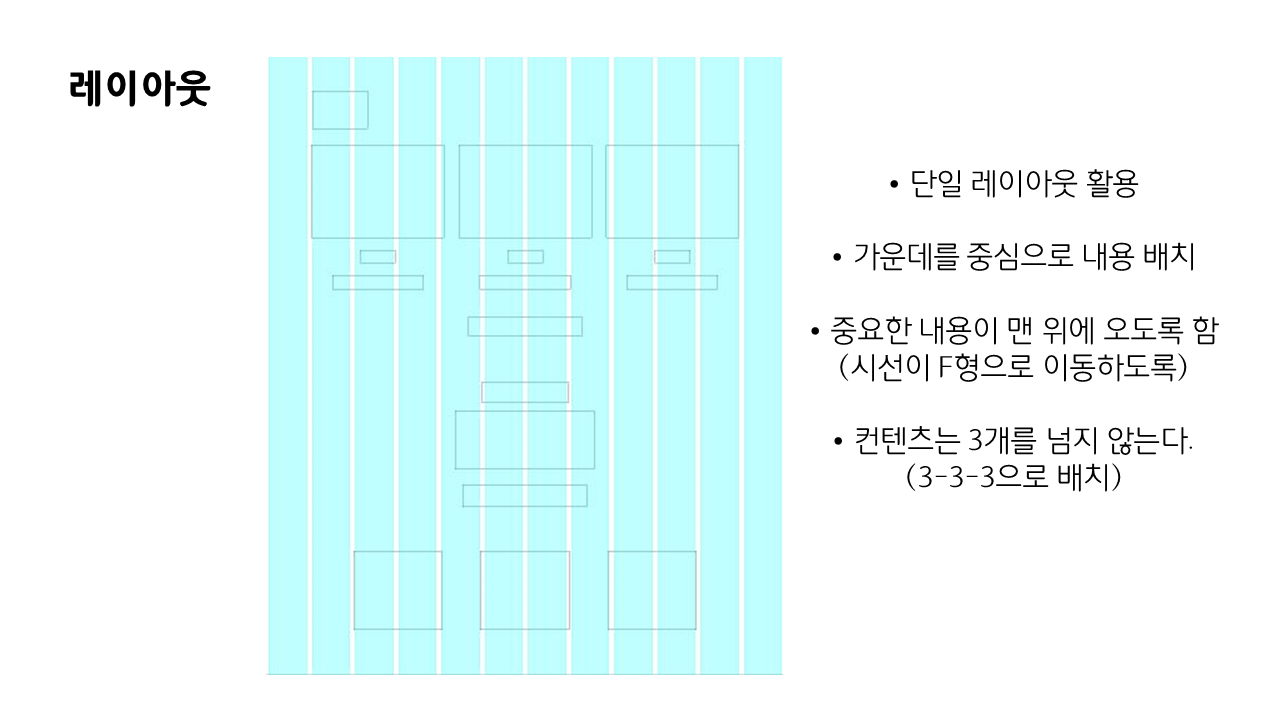 레이아웃
• 단일 레이아웃 활용
• 가운데를 중심으로 내용 배치
• 중요한 내용이 맨 위에 오도록 함
(시선이 F형으로 이동하도록)
• 컨텐츠는 3개를 넘지 않는다.
(3-3-3으로 배치)